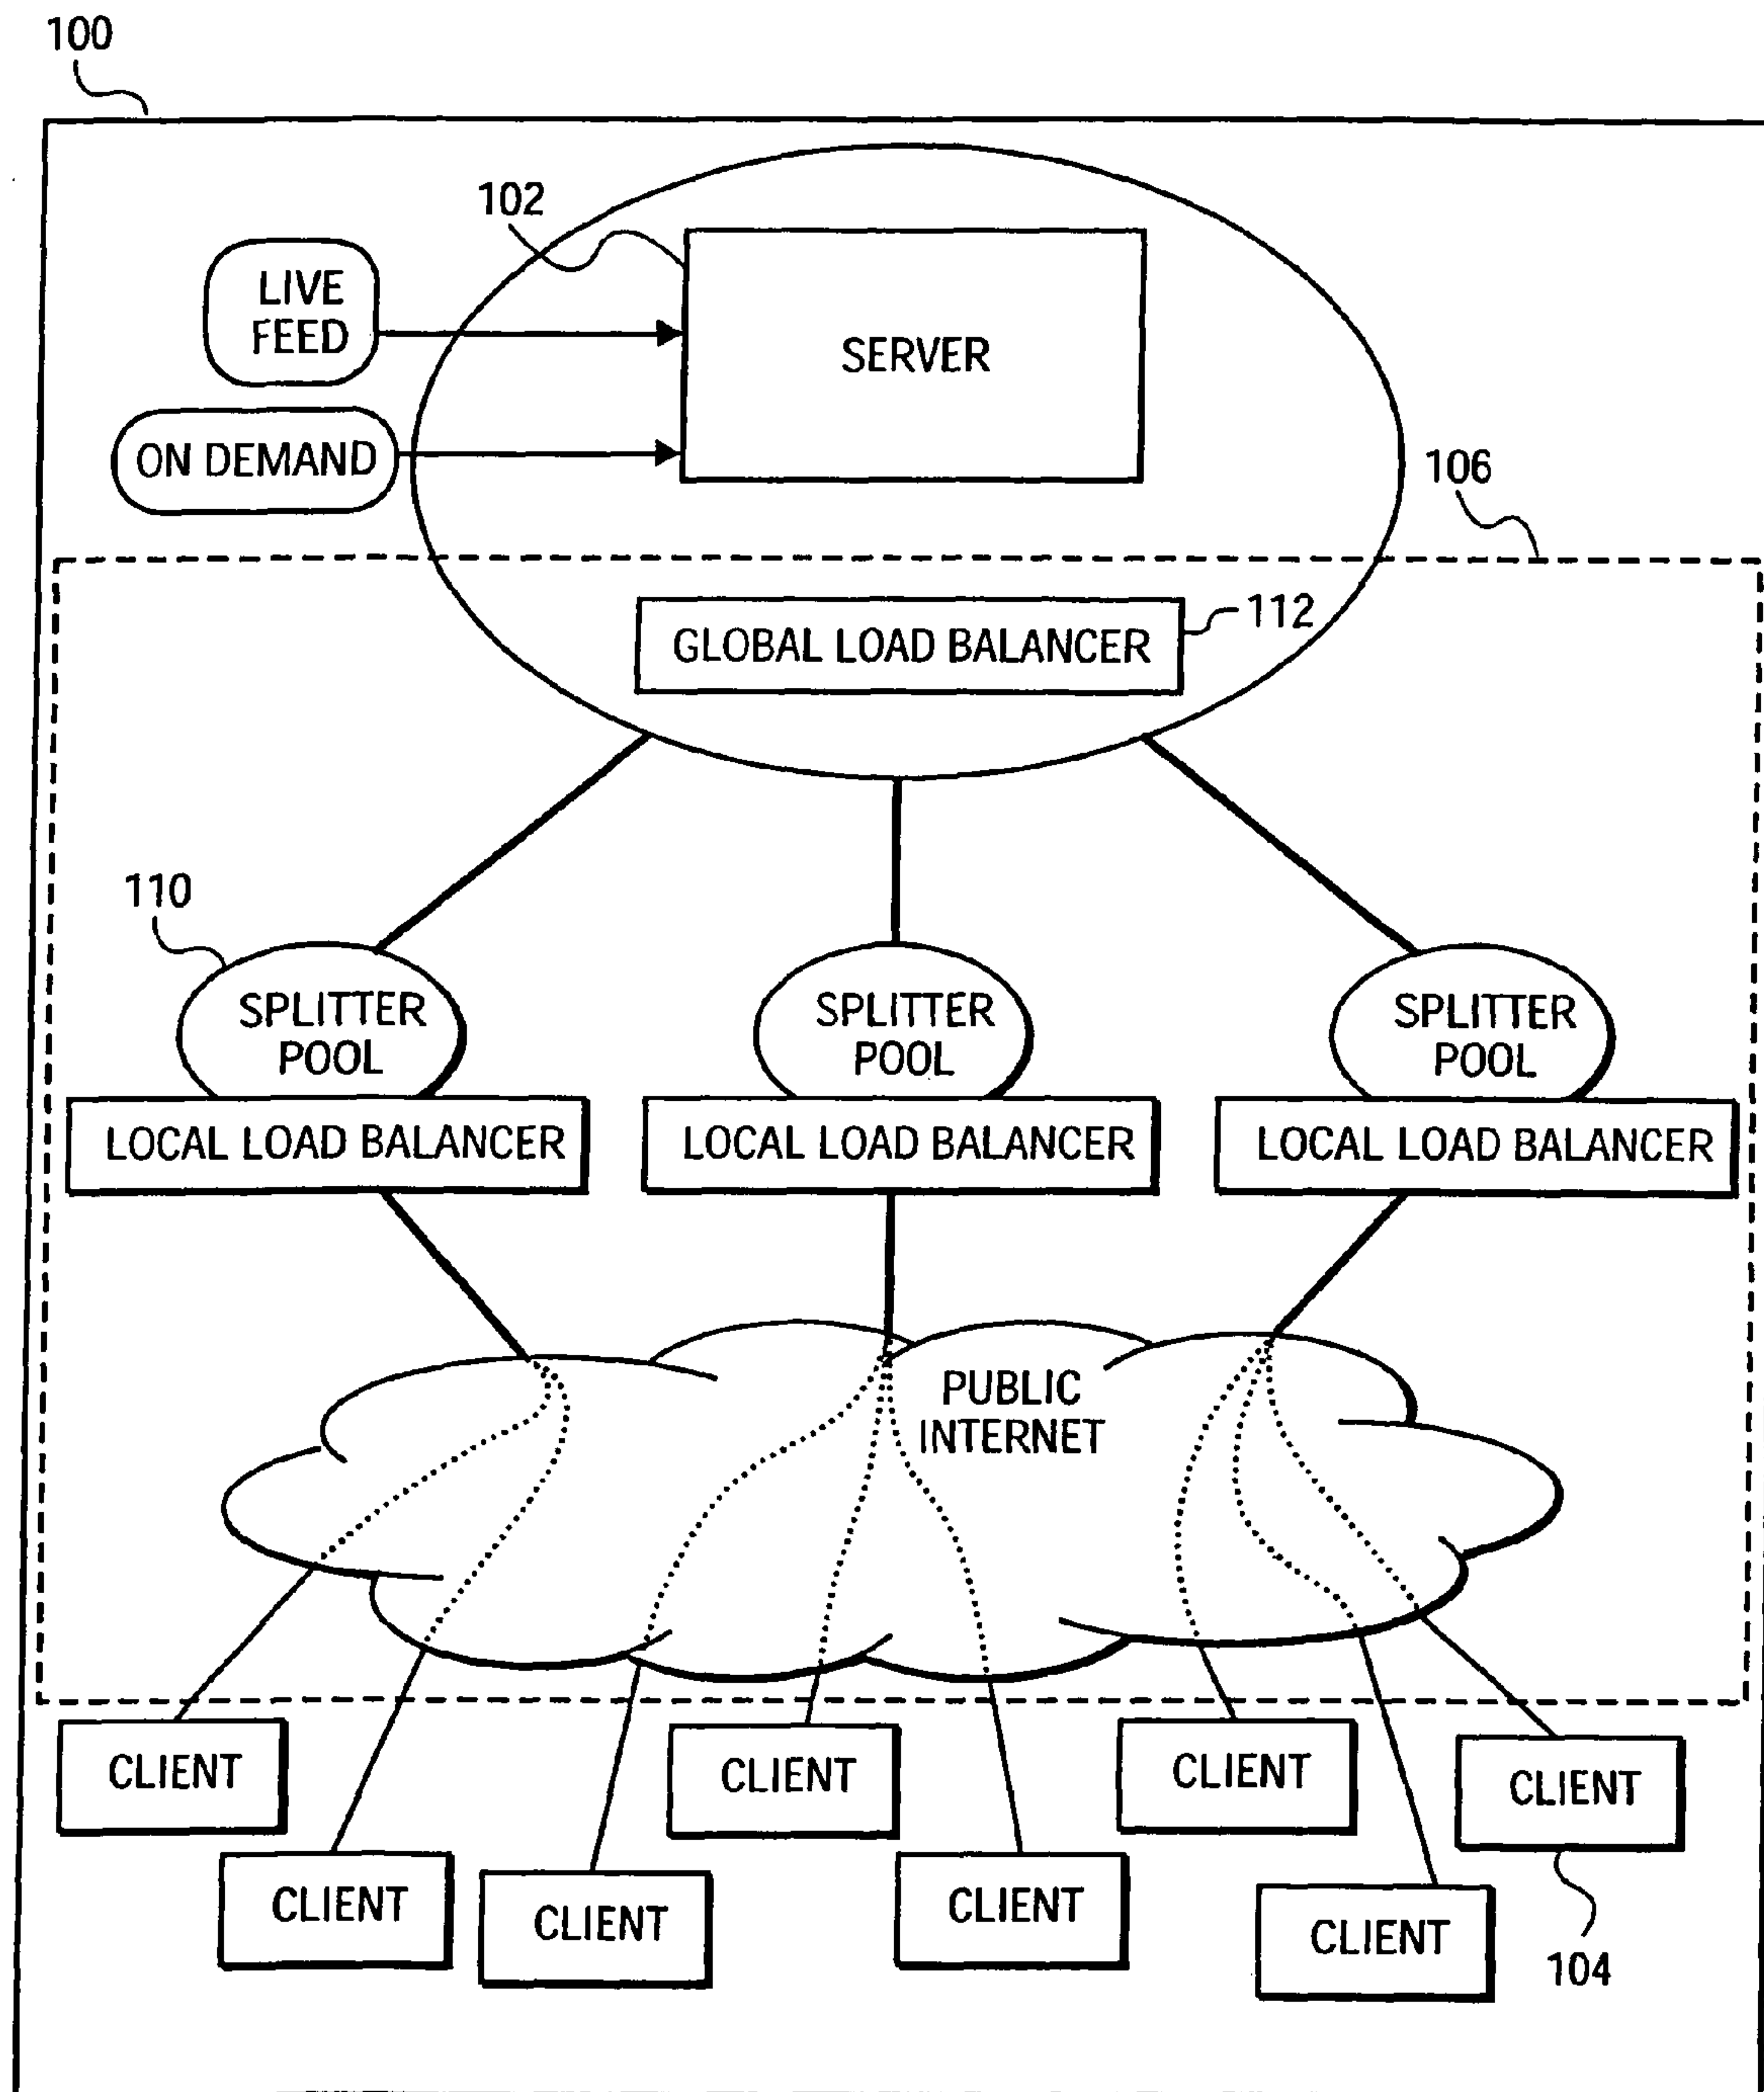 100
102
LIVE
FEED
SERVER
ON DEMAND
106
GLOBAL LOAD BALANCER
112
110
SPLITTER
POOL
SPLITTER
POOL
SPLITTER
POOL
LOCAL LOAD BALANCER
LOCAL LOAD BALANCER
LOCAL LOAD BALANCER
PUBLIC
INTERNET
CLIENT
CLIENT
CLIENT
CLIENT
CLIENT
CLIENT
CLIENT
CLIENT
104